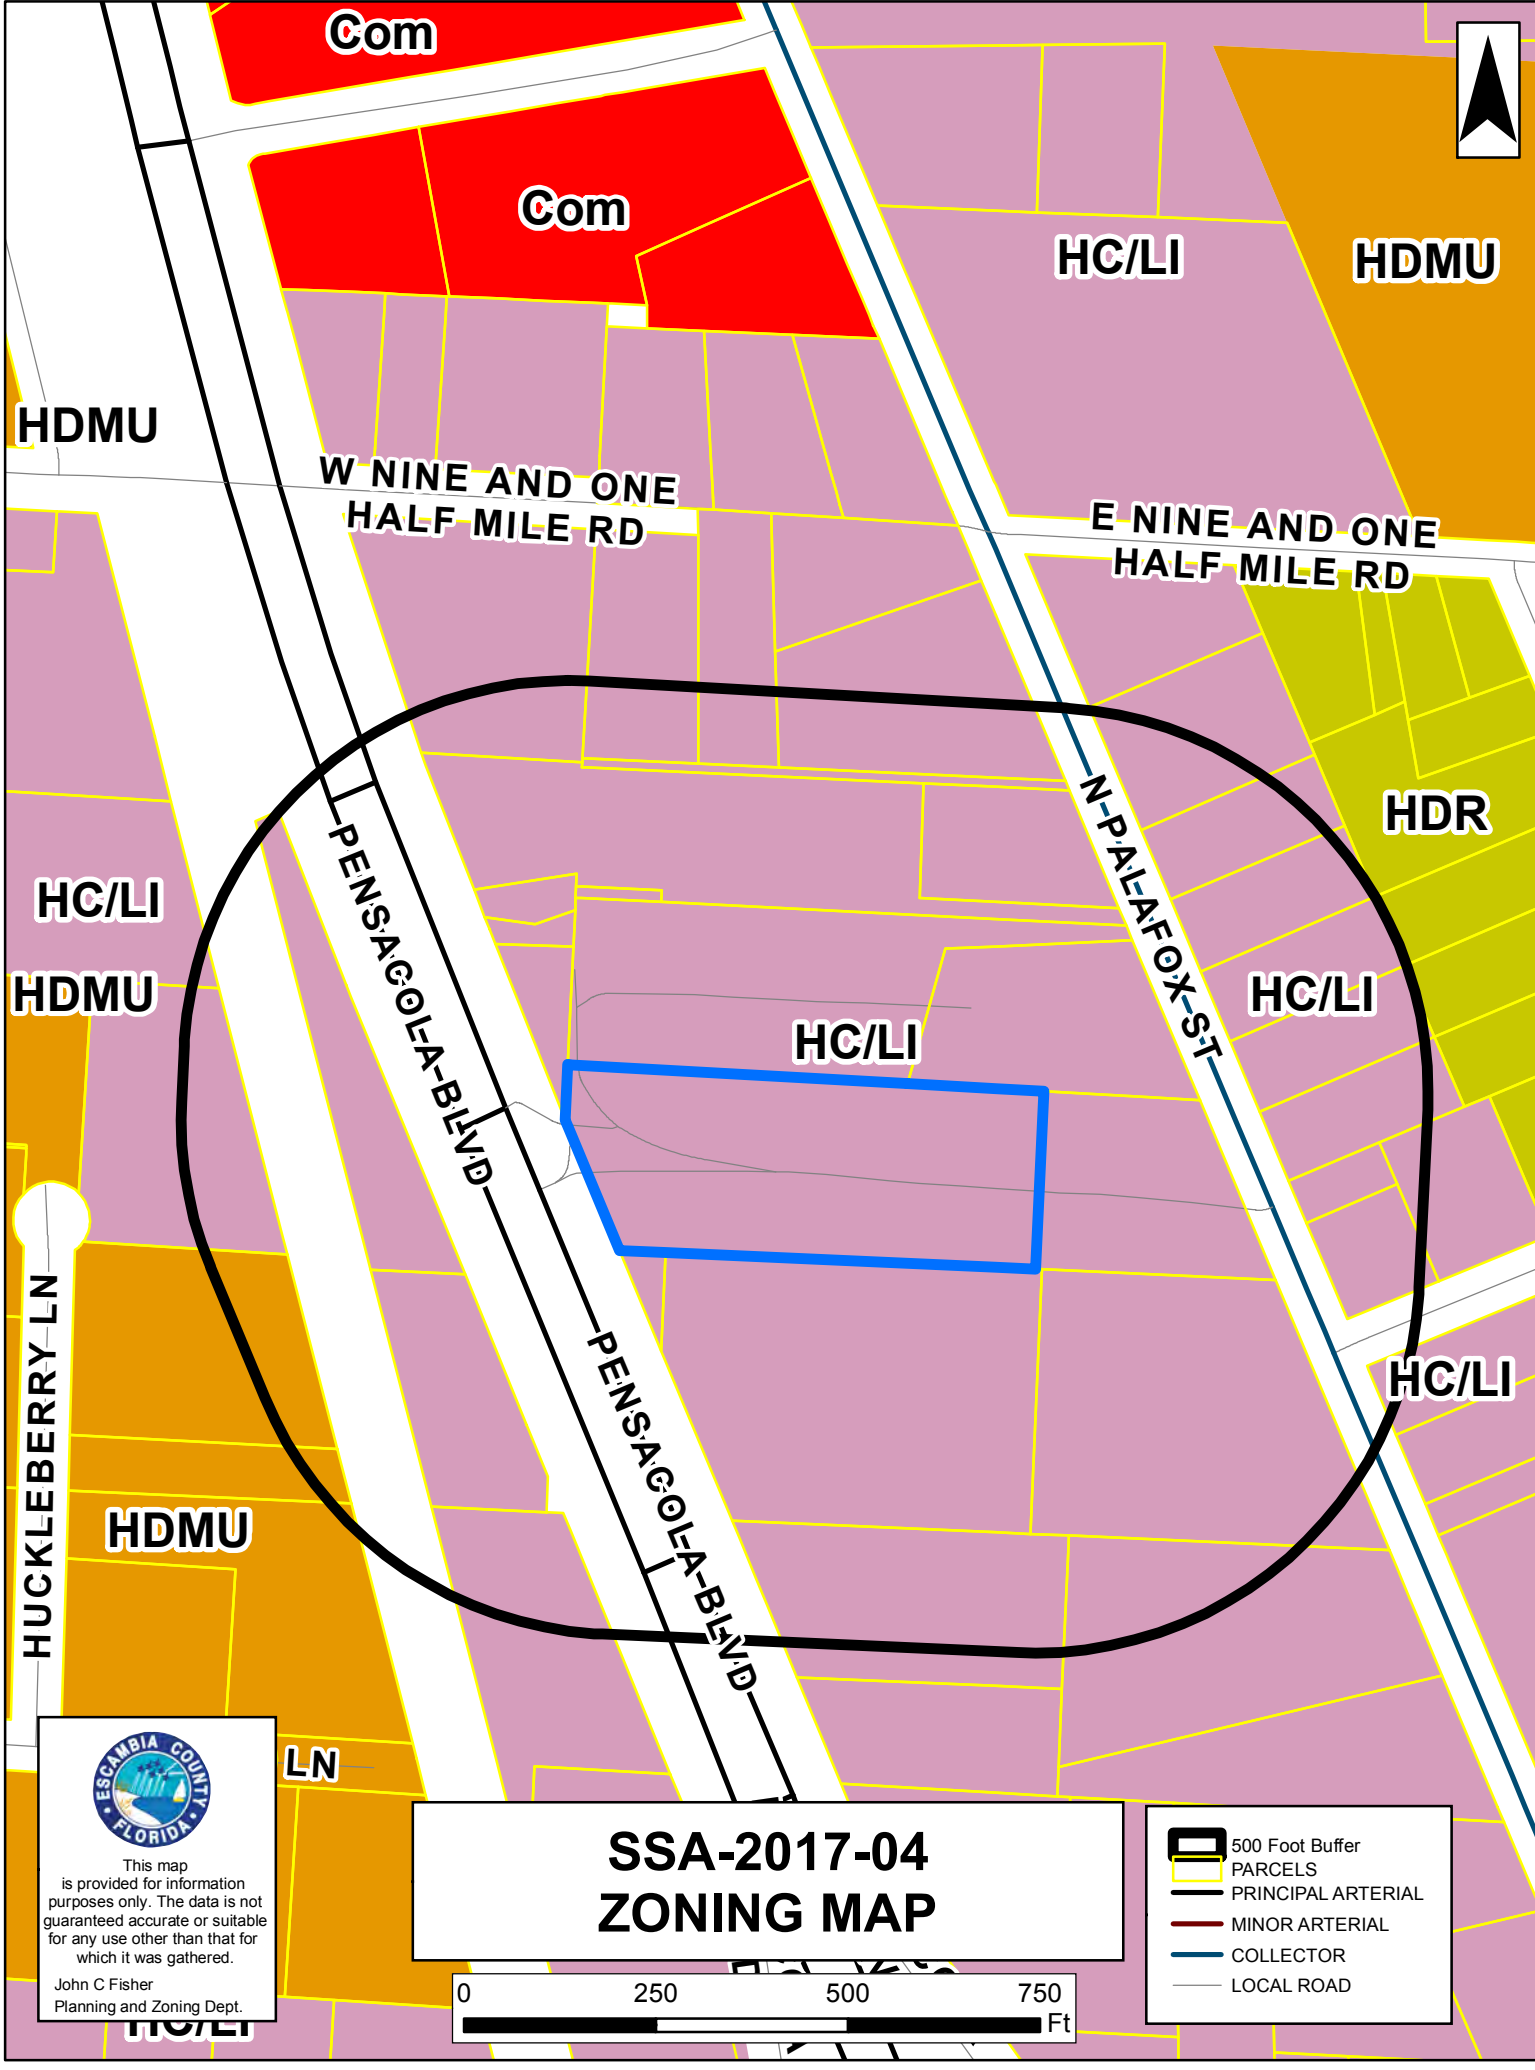 Com
Com
HC/LI
HDMU
HDMU
W NINE AND ONE
HALF MILE RD
E NINE AND ONE
HALF MILE RD
N PALAFOX ST
HDR
PENSACOLA BLVD
HC/LI
HDMU
HC/LI
HC/LI
HUCKLEBERRY LN
PENSACOLA BLVD
HC/LI
HDMU
LN
ESCAMBIA COUNTY
FLORIDA
This map
is provided for information
purposes only. The data is not
guaranteed accurate or suitable
for any use other than that for
which it was gathered.
John C Fisher
Planning and Zoning Dept.
HC/LI
SSA-2017-04
ZONING MAP
0 250 500 750
Ft
500 Foot Buffer
PARCELS
PRINCIPAL ARTERIAL
MINOR ARTERIAL
COLLECTOR
LOCAL ROAD